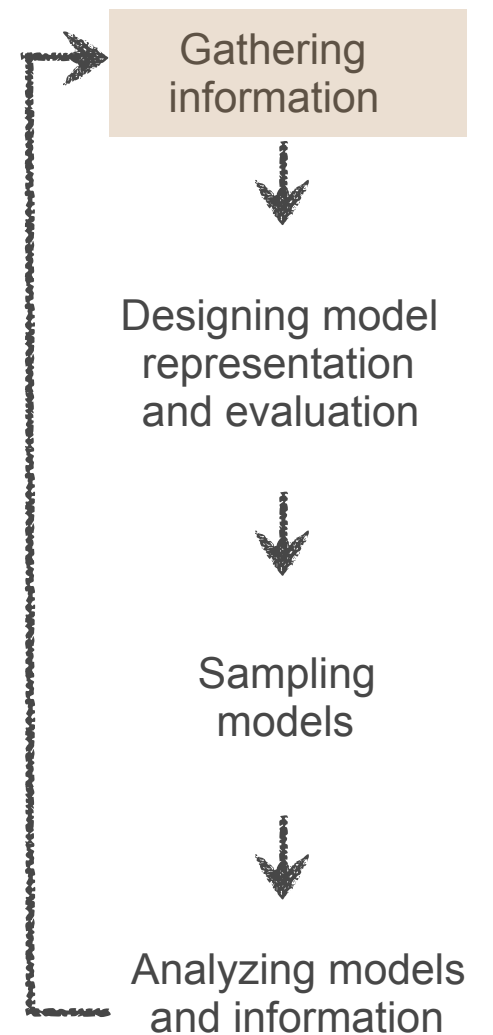 Gathering
information
Designing model
representation
and evaluation
Sampling
models
Analyzing models
and information